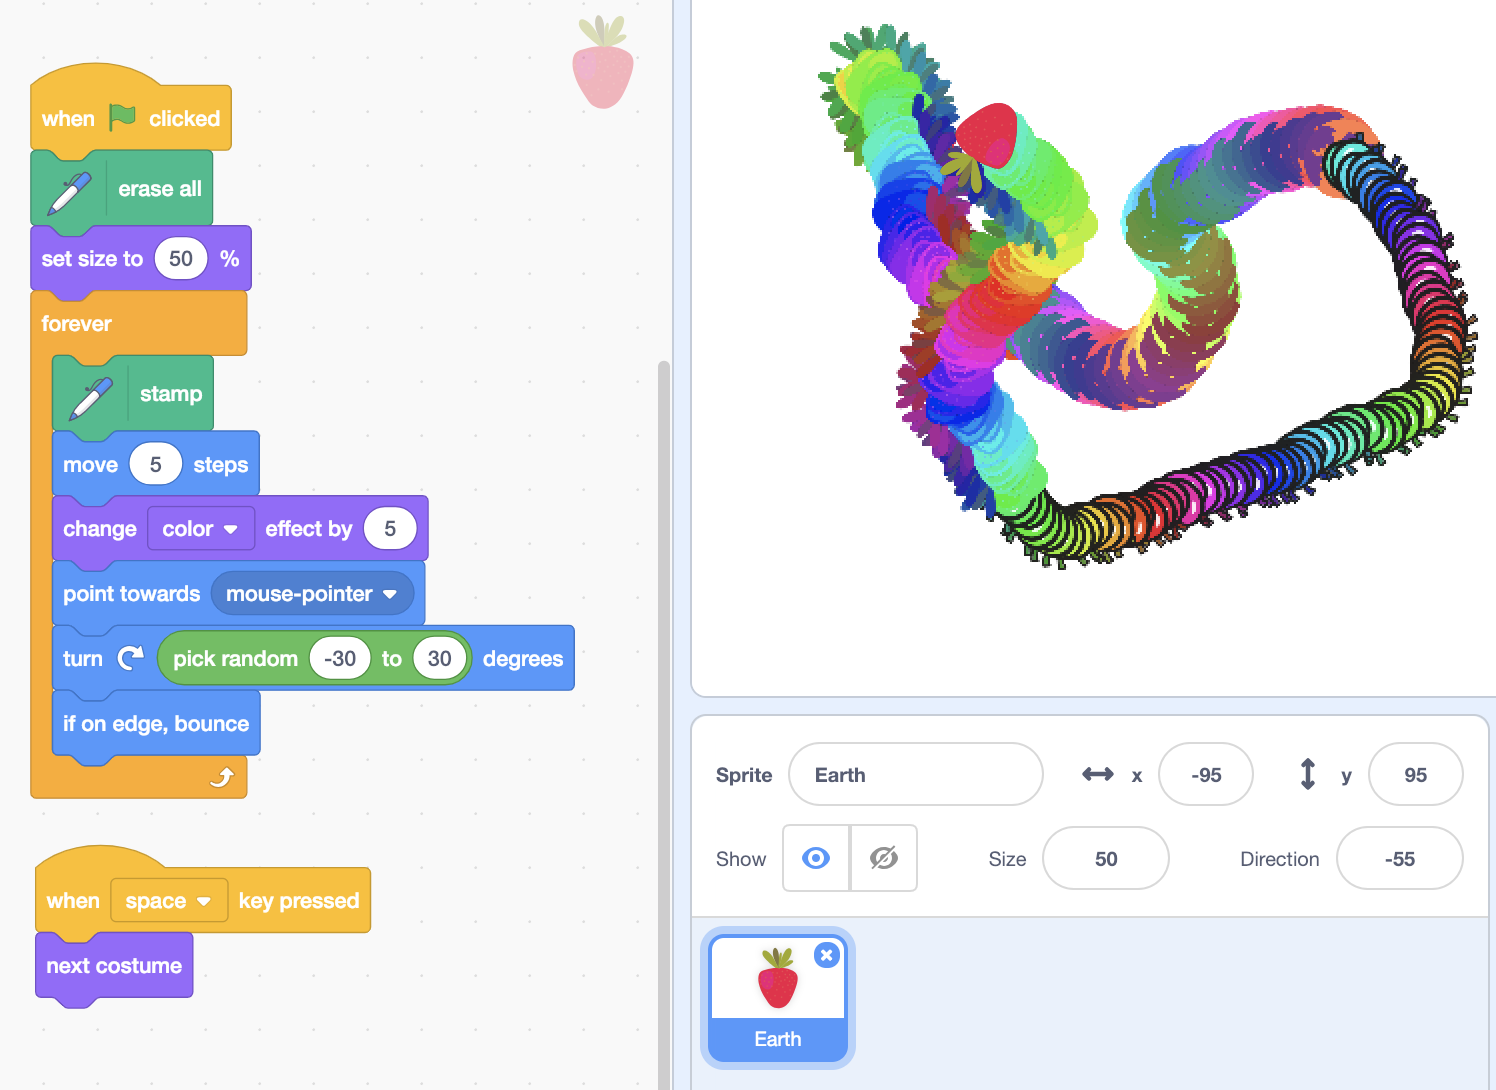 when clicked
erase all
set size to 50 %
forever
stamp
move 5 steps
change color effect by 5
point towards mouse-pointer
turn pick random -30 to 30 degrees
if on edge, bounce
when space key pressed
next costume
Sprite Earth x -95 y 95
Show Size 50 Direction -55
Earth